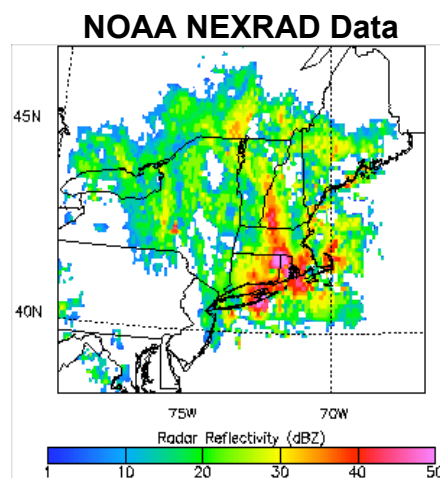 NOAA NEXRAD Data
45N
40N
75W 70W
Radar Reflectivity (dBZ)
1 10 20 30 40 50